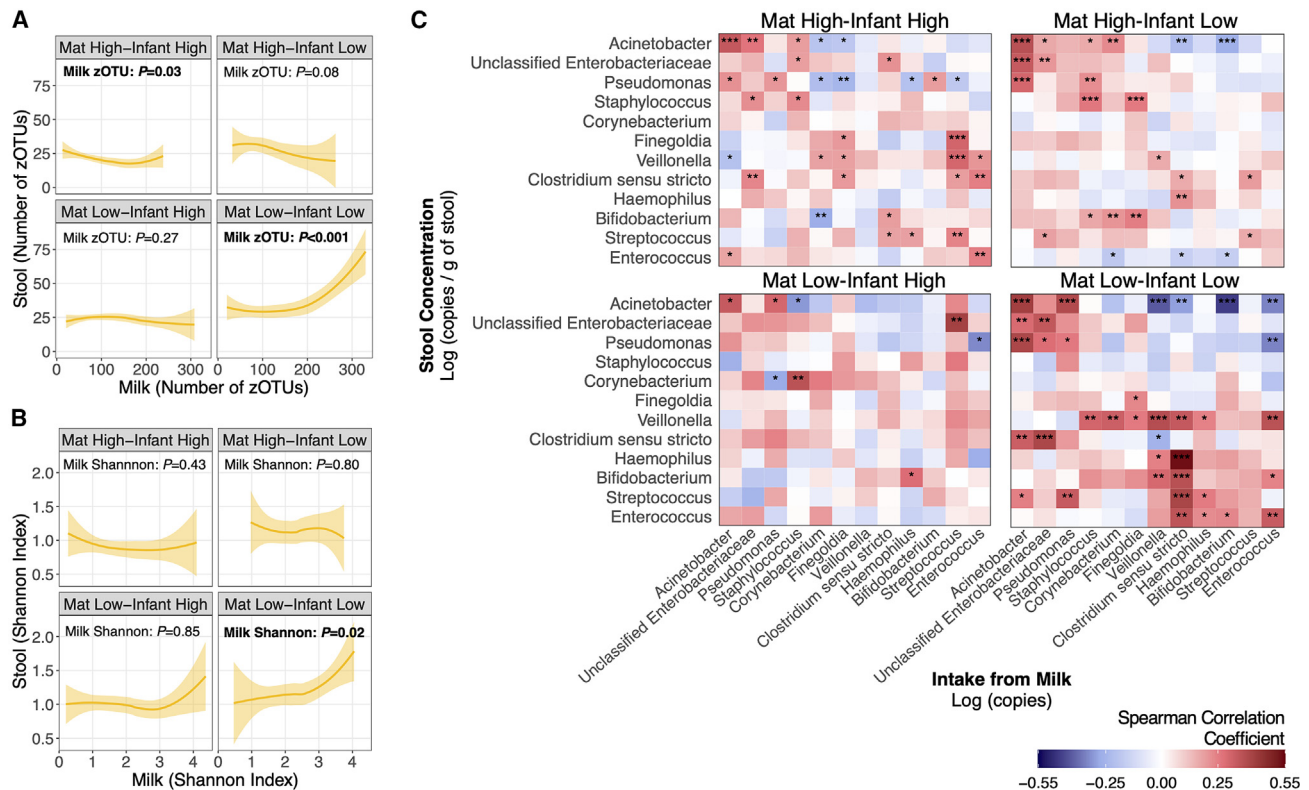 A
Mat High–Infant High
Mat High–Infant Low
Milk zOTU: P=0.03
Milk zOTU: P=0.08
Mat Low–Infant High
Mat Low–Infant Low
Milk zOTU: P=0.27
Milk zOTU: P<0.001
Stool (Number of zOTUs)
75
50
25
0
75
50
25
0
0 100 200 300
0 100 200 300
Milk (Number of zOTUs)
B
Mat High–Infant High
Mat High–Infant Low
Milk Shannnon: P=0.43
Milk Shannon: P=0.80
Mat Low–Infant High
Mat Low–Infant Low
Milk Shannon: P=0.85
Milk Shannon: P=0.02
Stool (Shannon Index)
2.0
1.5
1.0
0.5
2.0
1.5
1.0
0.5
0 1 2 3 4
0 1 2 3 4
Milk (Shannon Index)
C
Mat High-Infant High
Mat High-Infant Low
Stool Concentration
Log (copies / g of stool)
Acinetobacter
Unclassified Enterobacteriaceae
Pseudomonas
Staphylococcus
Corynebacterium
Finegoldia
Veillonella
Clostridium sensu stricto
Haemophilus
Bifidobacterium
Streptococcus
Enterococcus
Mat Low-Infant High
Mat Low-Infant Low
Acinetobacter
Unclassified Enterobacteriaceae
Pseudomonas
Staphylococcus
Corynebacterium
Finegoldia
Veillonella
Clostridium sensu stricto
Haemophilus
Bifidobacterium
Streptococcus
Enterococcus
Acinetobacter
Unclassified Enterobacteriaceae
Pseudomonas
Staphylococcus
Corynebacterium
Finegoldia
Veillonella
Clostridium sensu stricto
Haemophilus
Bifidobacterium
Streptococcus
Enterococcus
Acinetobacter
Unclassified Enterobacteriaceae
Pseudomonas
Staphylococcus
Corynebacterium
Finegoldia
Veillonella
Clostridium sensu stricto
Haemophilus
Bifidobacterium
Streptococcus
Enterococcus
Intake from Milk
Log (copies)
Spearman Correlation
Coefficient
−0.55 −0.25 0.00 0.25 0.55